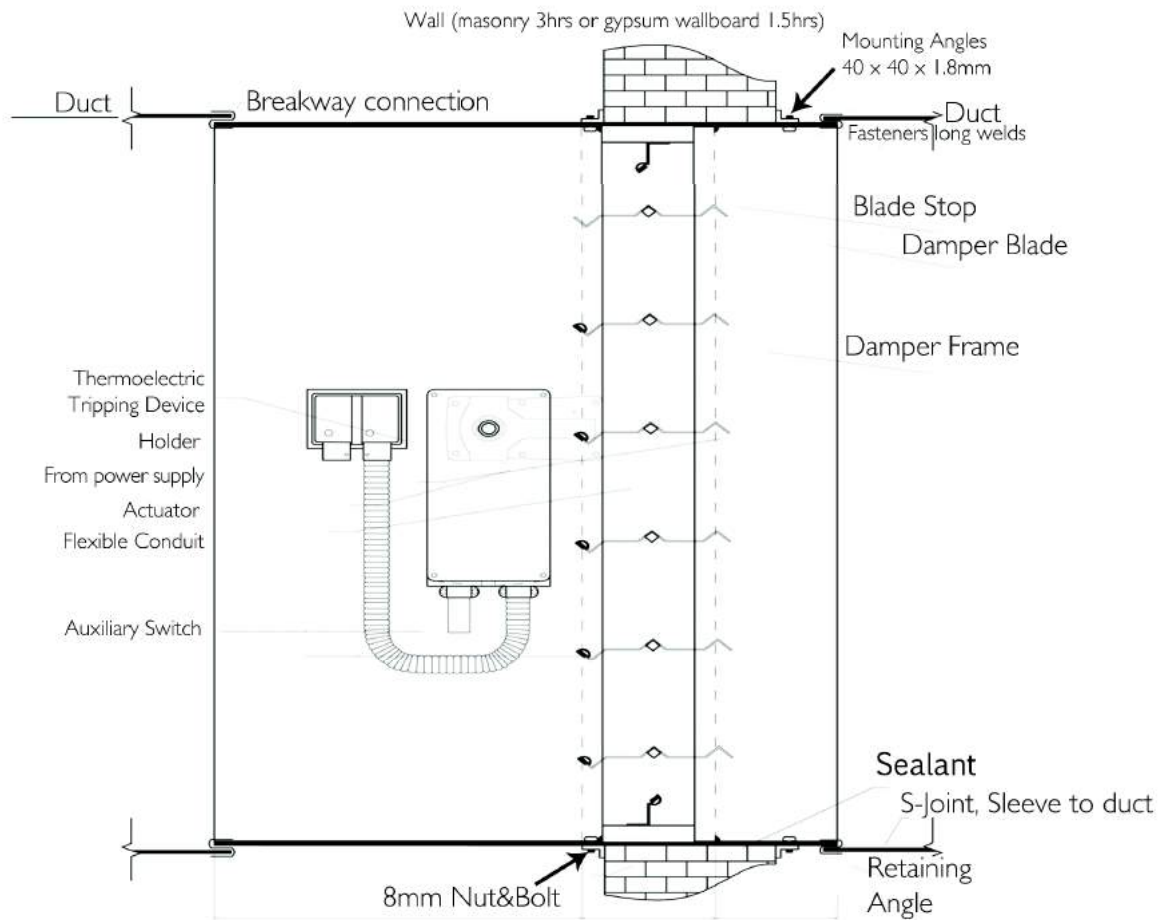 Wall (masonry 3hrs or gypsum wallboard 1.5hrs)
Mounting Angles
40 x 40 x 1.8mm
Duct
Breakway connection
Duct
Fasteners long welds
Blade Stop
Damper Blade
Damper Frame
Thermoelectric
Tripping Device
Holder
From power supply
Actuator
Flexible Conduit
Auxiliary Switch
Sealant
S-Joint, Sleeve to duct
Retaining
Angle
8mm Nut&Bolt